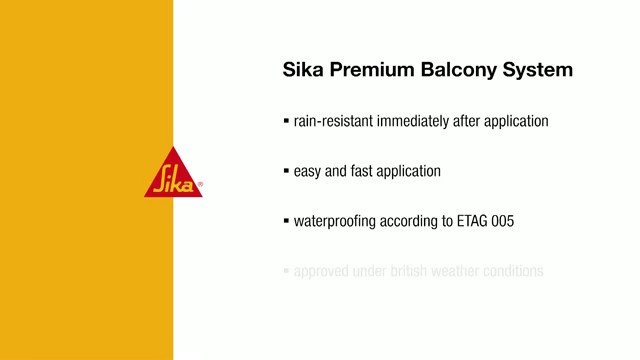 Sika Premium Balcony System
▪ rain-resistant immediately after application
▪ easy and fast application
Sika®
▪ waterproofing according to ETAG 005
▪ approved under british weather conditions